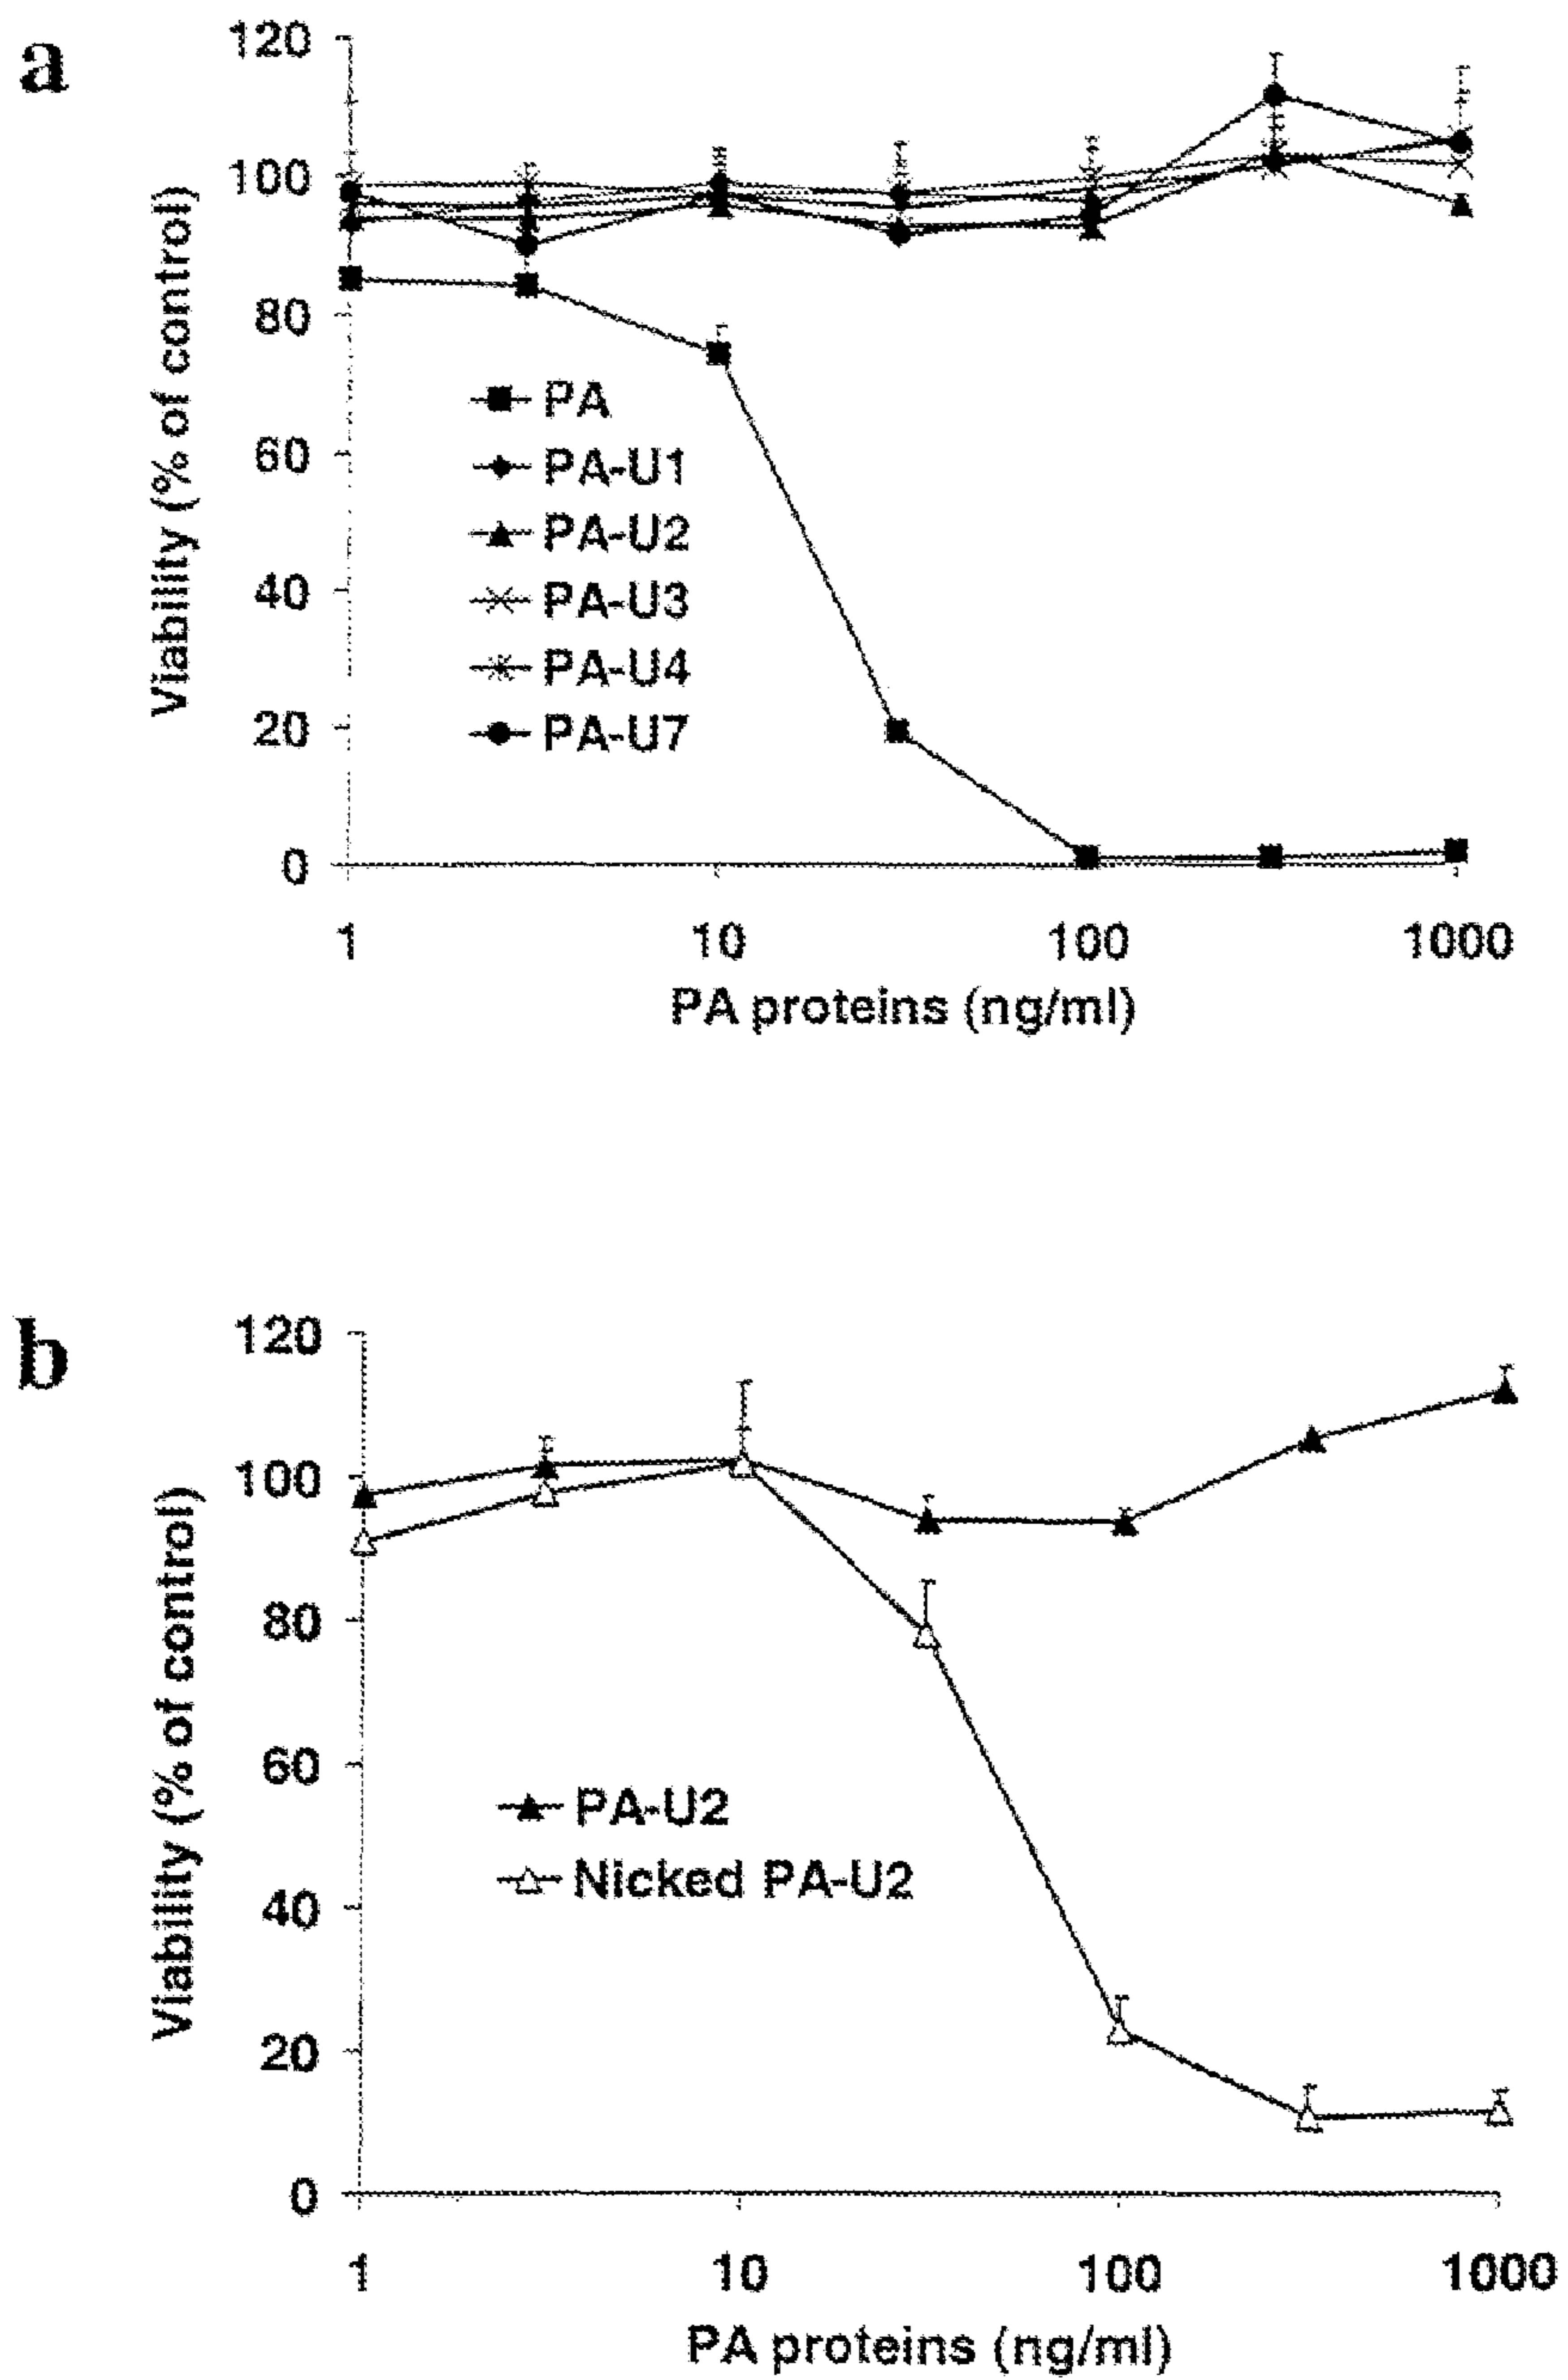 a
120
100
80
60
40
20
0
Viability (% of control)
PA
PA-U1
PA-U2
PA-U3
PA-U4
PA-U7
1 10 100 1000
PA proteins (ng/ml)
b
120
100
80
60
40
20
0
Viability (% of control)
PA-U2
Nicked PA-U2
1 10 100 1000
PA proteins (ng/ml)